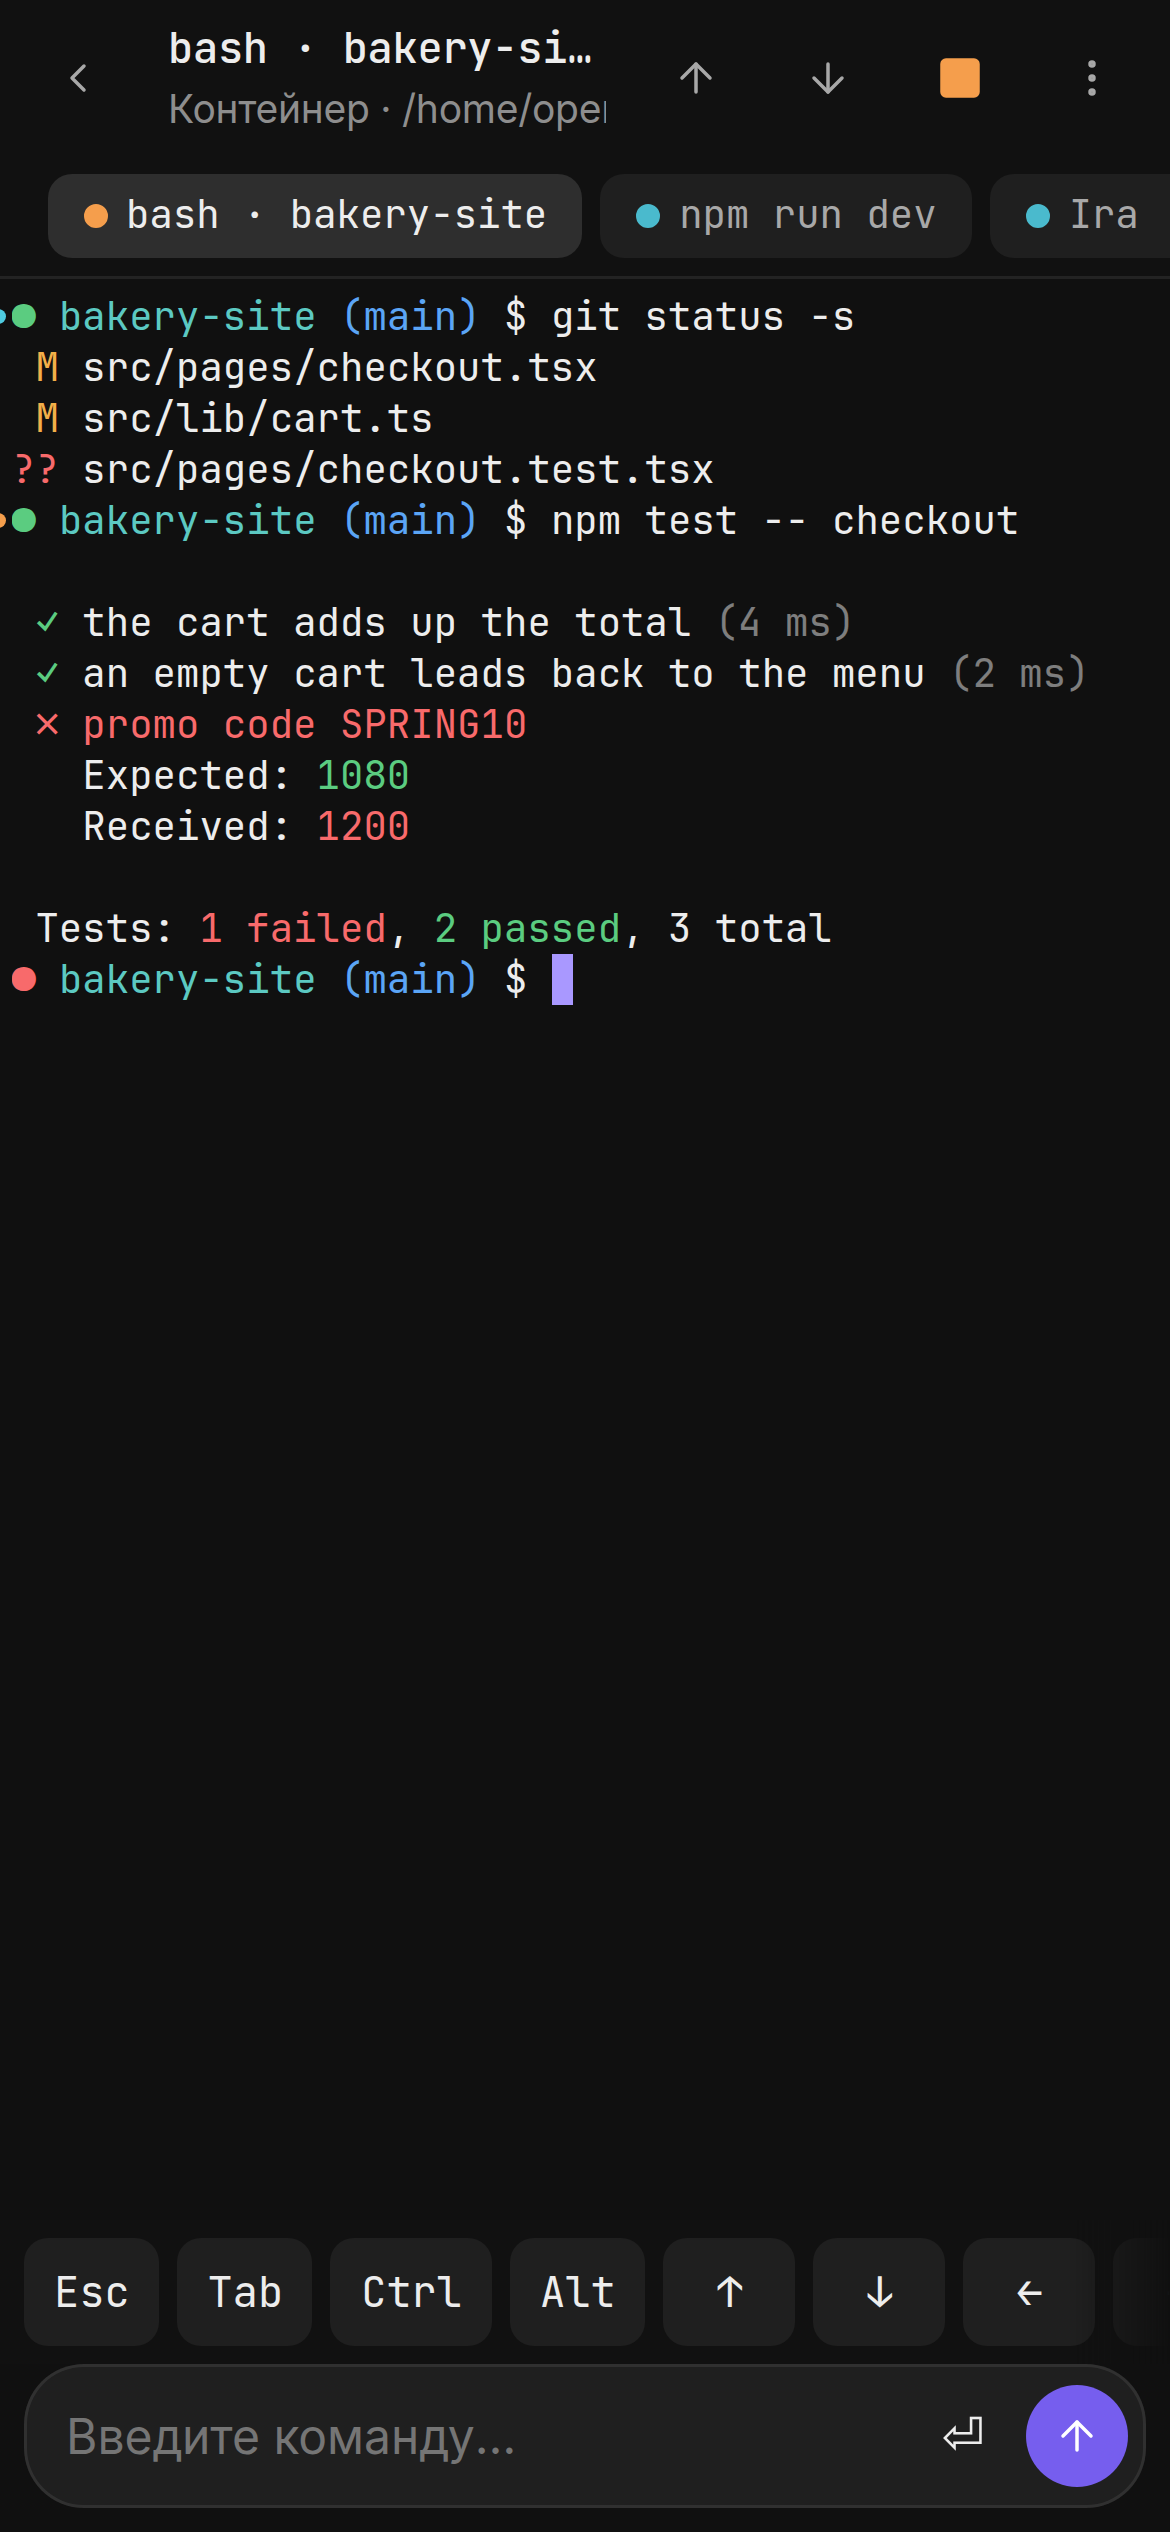 bash · bakery-si…
Контейнер · /home/oper
bash · bakery-site
npm run dev
Ira
bakery-site (main) $ git status -s
M src/pages/checkout.tsx
M src/lib/cart.ts
?? src/pages/checkout.test.tsx
bakery-site (main) $ npm test -- checkout
✓ the cart adds up the total (4 ms)
✓ an empty cart leads back to the menu (2 ms)
✕ promo code SPRING10
Expected: 1080
Received: 1200
Tests: 1 failed, 2 passed, 3 total
bakery-site (main) $
Esc Tab Ctrl Alt ↑ ↓ ←
Введите команду...